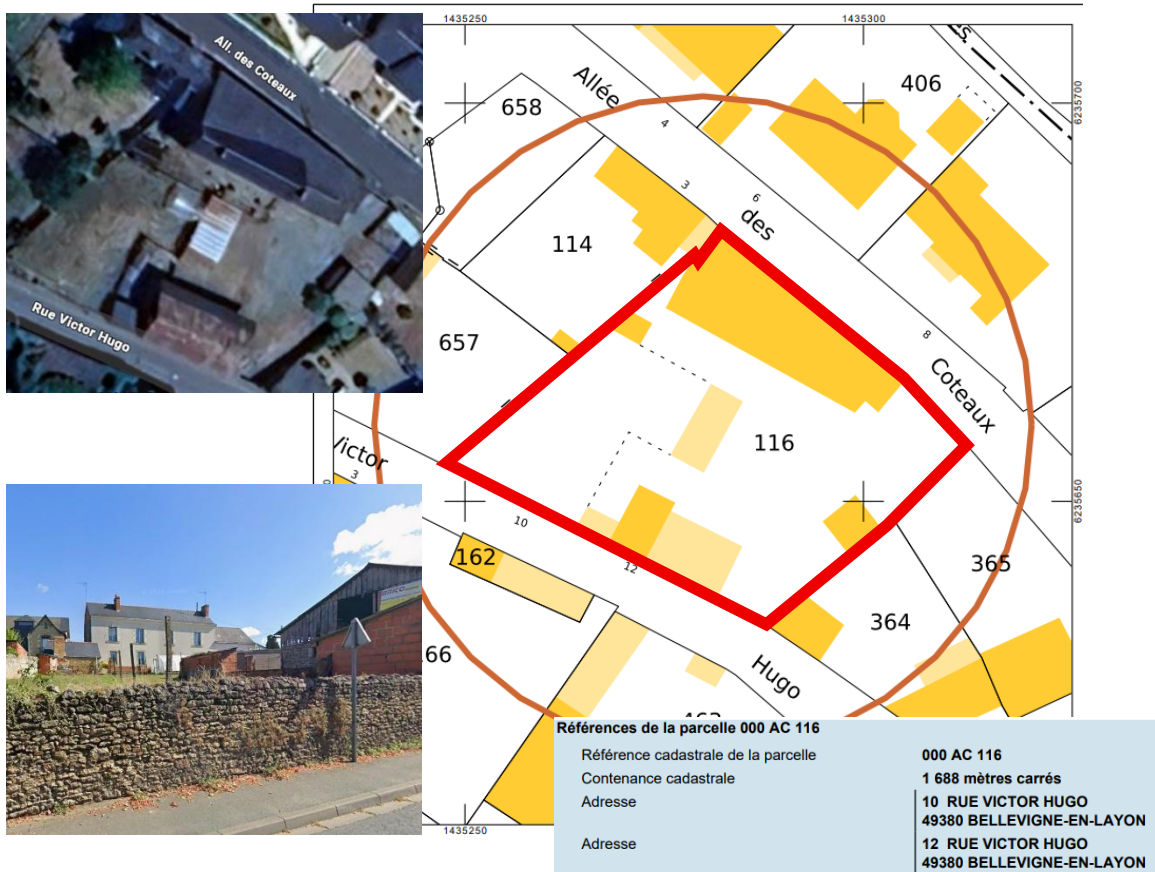 1435250
1435300
All. des Coteaux
Rue Victor Hugo
6235700
6235650
658
Allée
406
4
3
6
des
114
657
8
Coteaux
116
Victor
3
10
12
162
365
364
66
Hugo
463
1435250
Références de la parcelle 000 AC 116
Référence cadastrale de la parcelle 000 AC 116
Contenance cadastrale 1 688 mètres carrés
Adresse 10 RUE VICTOR HUGO
49380 BELLEVIGNE-EN-LAYON
Adresse 12 RUE VICTOR HUGO
49380 BELLEVIGNE-EN-LAYON